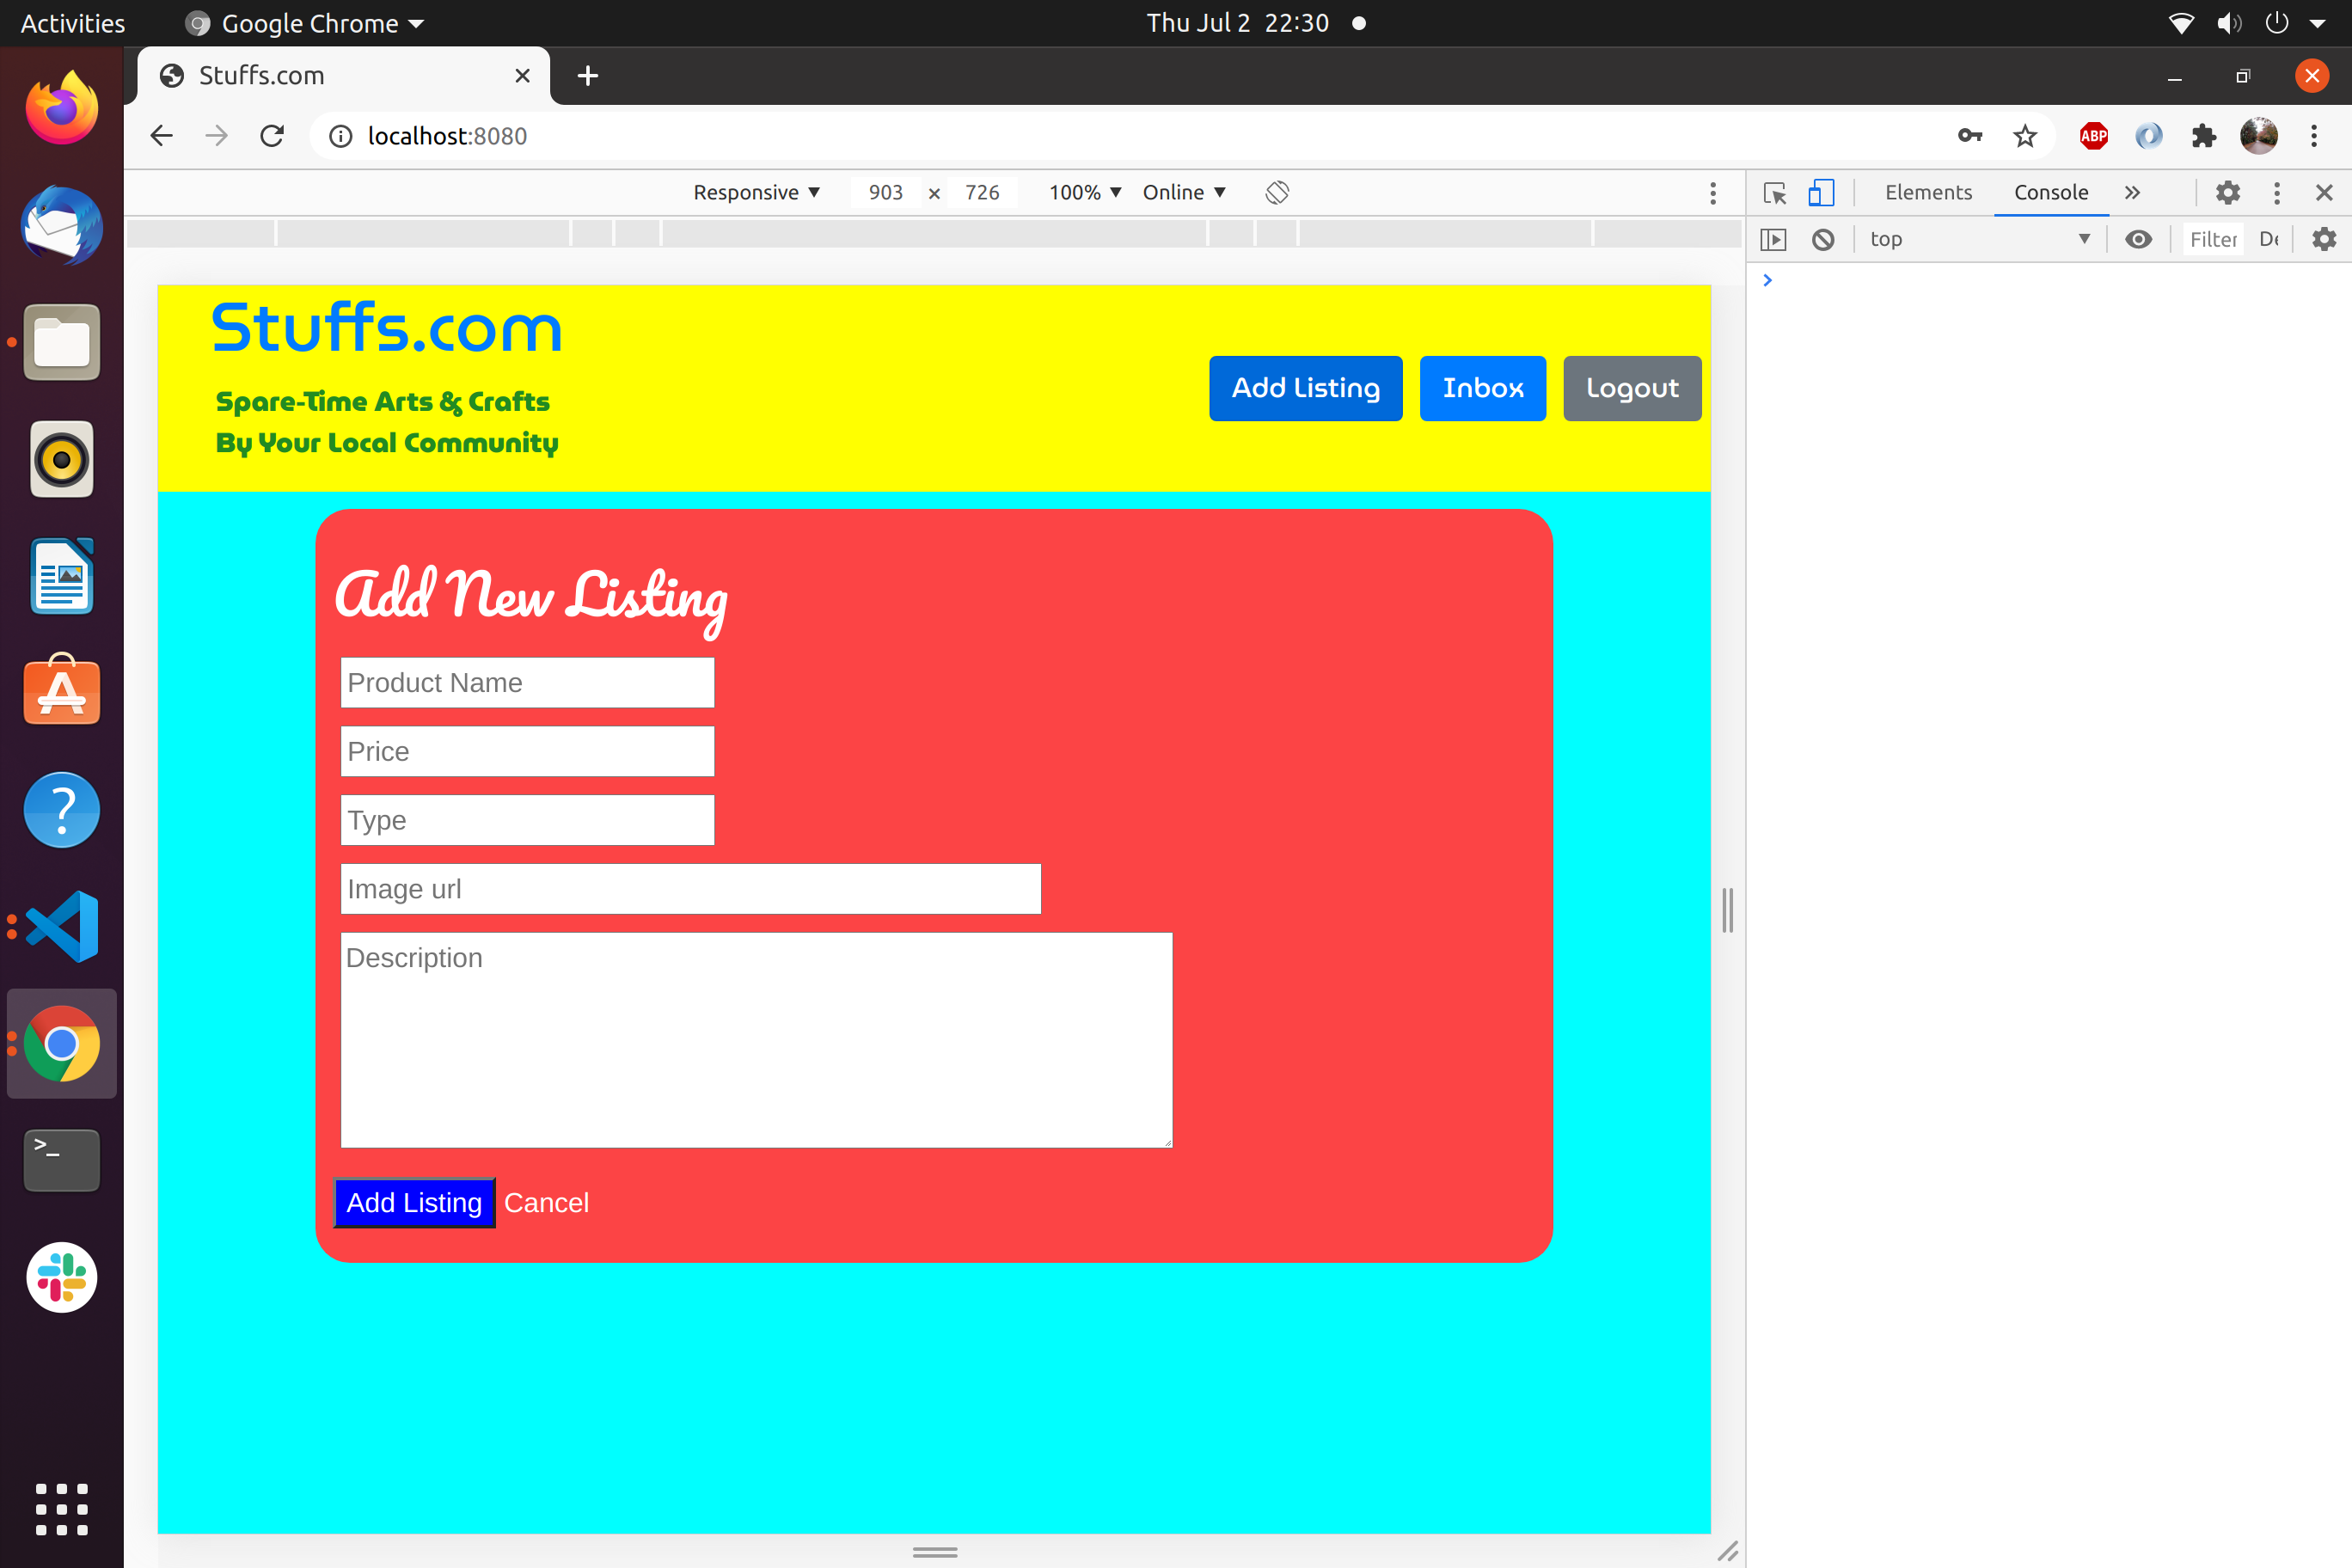 Activities
Google Chrome
Thu Jul 2 22:30
Stuffs.com
localhost:8080
ABP
Responsive
903 × 726
100%
Online
Elements
Console
top
Filter
Stuffs.com
Spare-Time Arts & Crafts
By Your Local Community
Add Listing
Inbox
Logout
Add New Listing
Product Name
Price
Type
Image url
Description
Add Listing
Cancel